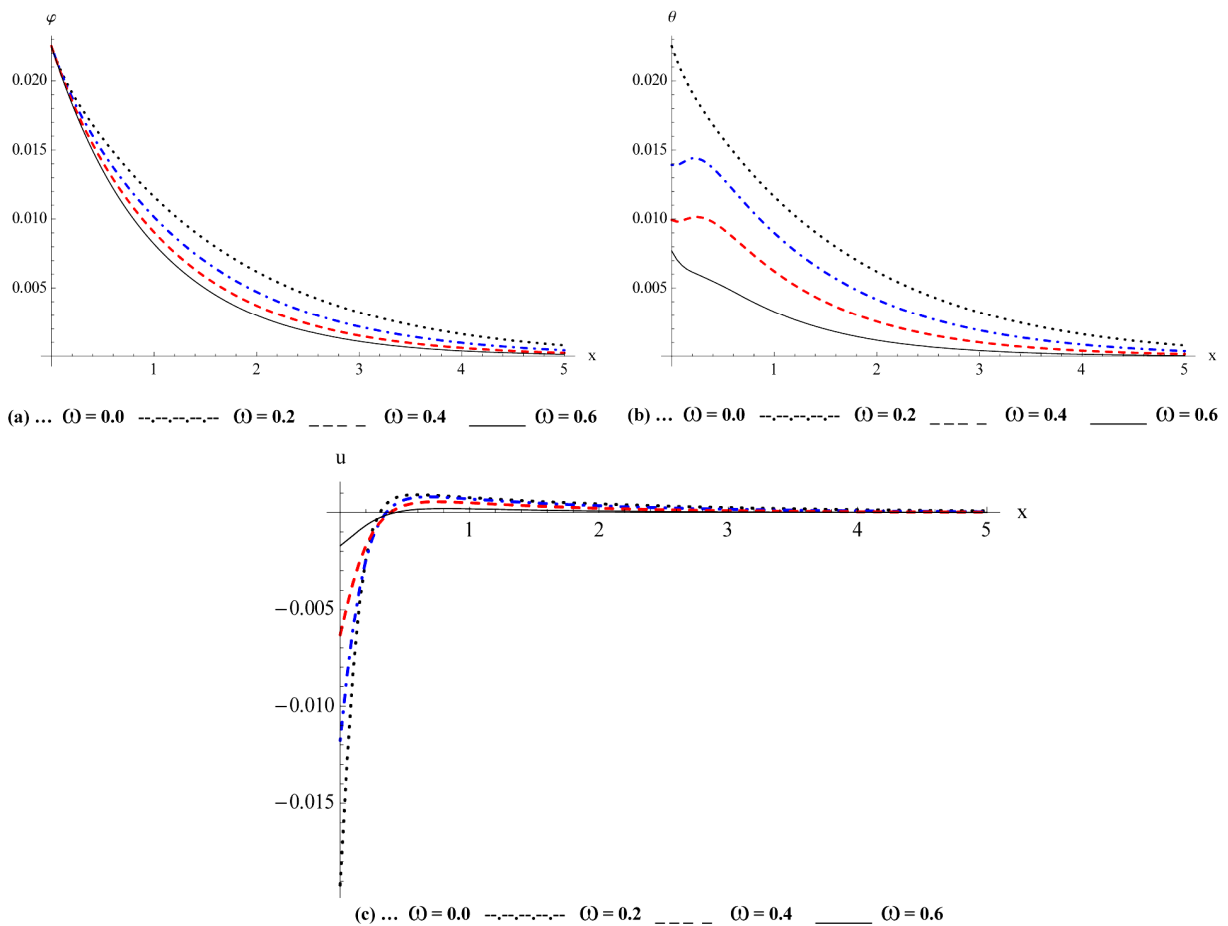 φ
0.020
0.015
0.010
0.005
1 2 3 4 5 x
(a) ... ω = 0.0 --.--.--.--.-- ω = 0.2 _ _ _ _ ω = 0.4 ____ ω = 0.6
θ
0.020
0.015
0.010
0.005
1 2 3 4 5 x
(b) ... ω = 0.0 --.--.--.--.-- ω = 0.2 _ _ _ _ ω = 0.4 ____ ω = 0.6
u
1 2 3 4 5 x
−0.005
−0.010
−0.015
(c) ... ω = 0.0 --.--.--.--.-- ω = 0.2 _ _ _ _ ω = 0.4 ____ ω = 0.6